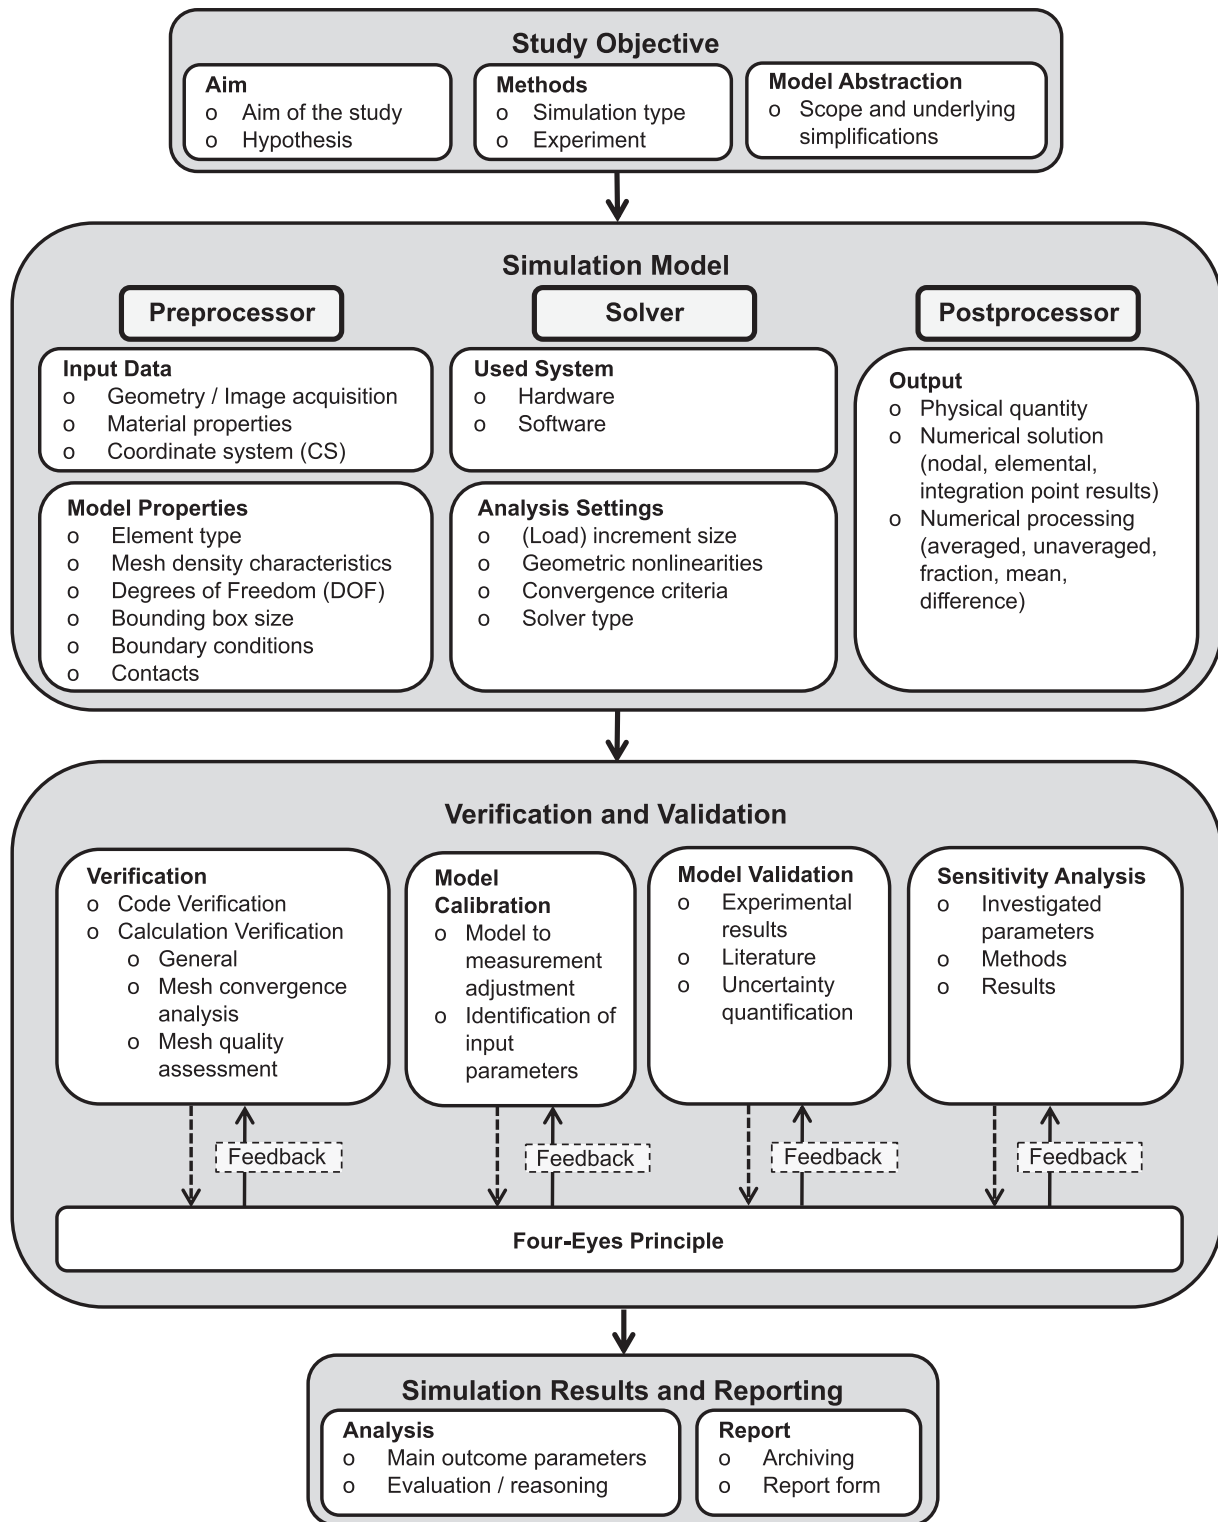 Study Objective
Aim
o Aim of the study
o Hypothesis
Methods
o Simulation type
o Experiment
Model Abstraction
o Scope and underlying
simplifications
Simulation Model
Preprocessor
Input Data
o Geometry / Image acquisition
o Material properties
o Coordinate system (CS)
Model Properties
o Element type
o Mesh density characteristics
o Degrees of Freedom (DOF)
o Bounding box size
o Boundary conditions
o Contacts
Solver
Used System
o Hardware
o Software
Analysis Settings
o (Load) increment size
o Geometric nonlinearities
o Convergence criteria
o Solver type
Postprocessor
Output
o Physical quantity
o Numerical solution
(nodal, elemental,
integration point results)
o Numerical processing
(averaged, unaveraged,
fraction, mean,
difference)
Verification and Validation
Verification
o Code Verification
o Calculation Verification
o General
o Mesh convergence
analysis
o Mesh quality
assessment
Model
Calibration
o Model to
measurement
adjustment
o Identification of
input
parameters
Model Validation
o Experimental
results
o Literature
o Uncertainty
quantification
Sensitivity Analysis
o Investigated
parameters
o Methods
o Results
Feedback
Feedback
Feedback
Feedback
Four-Eyes Principle
Simulation Results and Reporting
Analysis
o Main outcome parameters
o Evaluation / reasoning
Report
o Archiving
o Report form